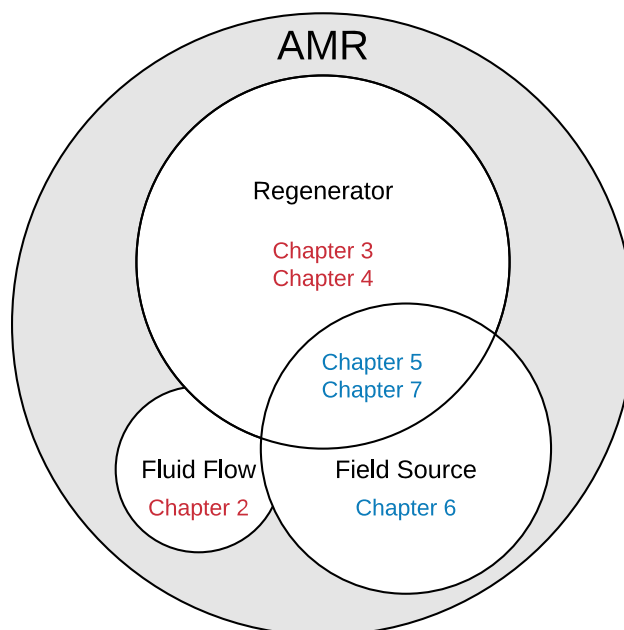 AMR
Regenerator
Chapter 3
Chapter 4
Chapter 5
Chapter 7
Fluid Flow
Chapter 2
Field Source
Chapter 6